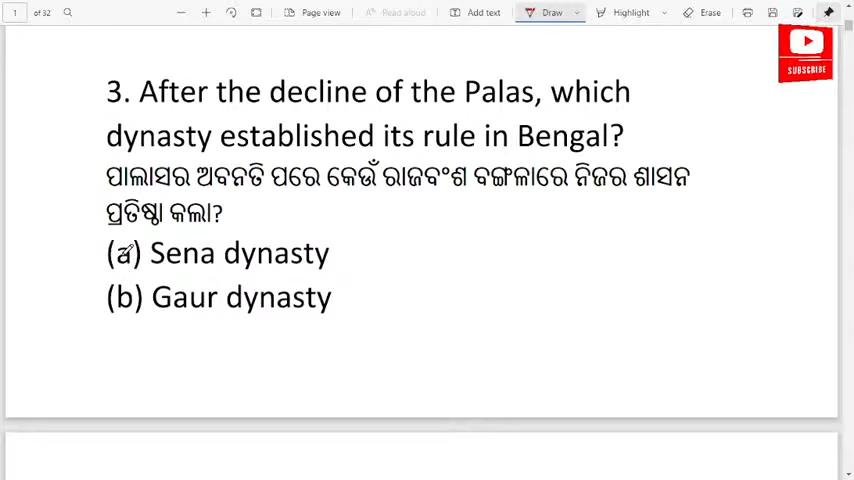 1 of 32 Page view Read aloud Add text Draw Highlight Erase
SUBSCRIBE
3. After the decline of the Palas, which
dynasty established its rule in Bengal?
ପାଲାସର ଅବନତି ପରେ କେଉଁ ରାଜବଂଶ ବଙ୍ଗଳାରେ ନିଜର ଶାସନ
ପ୍ରତିଷ୍ଠା କଲା?
(a) Sena dynasty
(b) Gaur dynasty